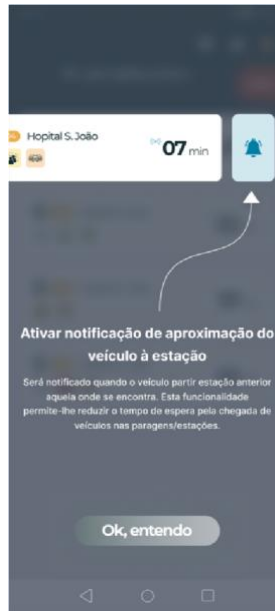 Hopital S. João
07 min
Ativar notificação de aproximação do
veículo à estação
Será notificado quando o veículo partir estação anterior
aquela onde se encontra. Esta funcionalidade
permite-lhe reduzir o tempo de espera pela chegada de
veículos nas paragens/estações.
Ok, entendo